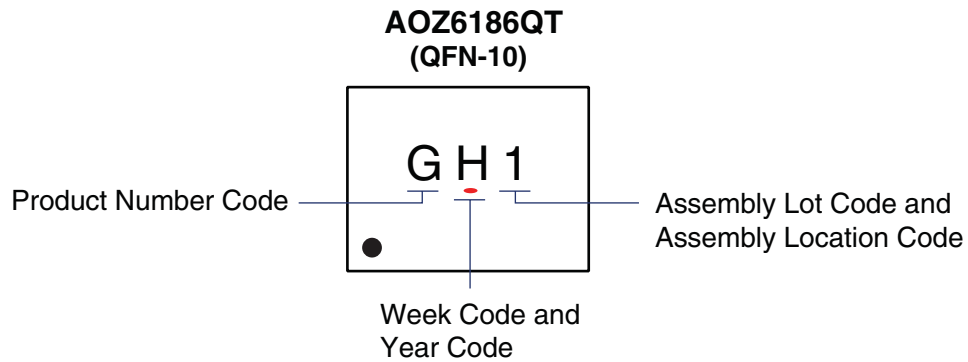 AOZ6186QT
(QFN-10)
G H 1
Product Number Code
Assembly Lot Code and
Assembly Location Code
Week Code and
Year Code